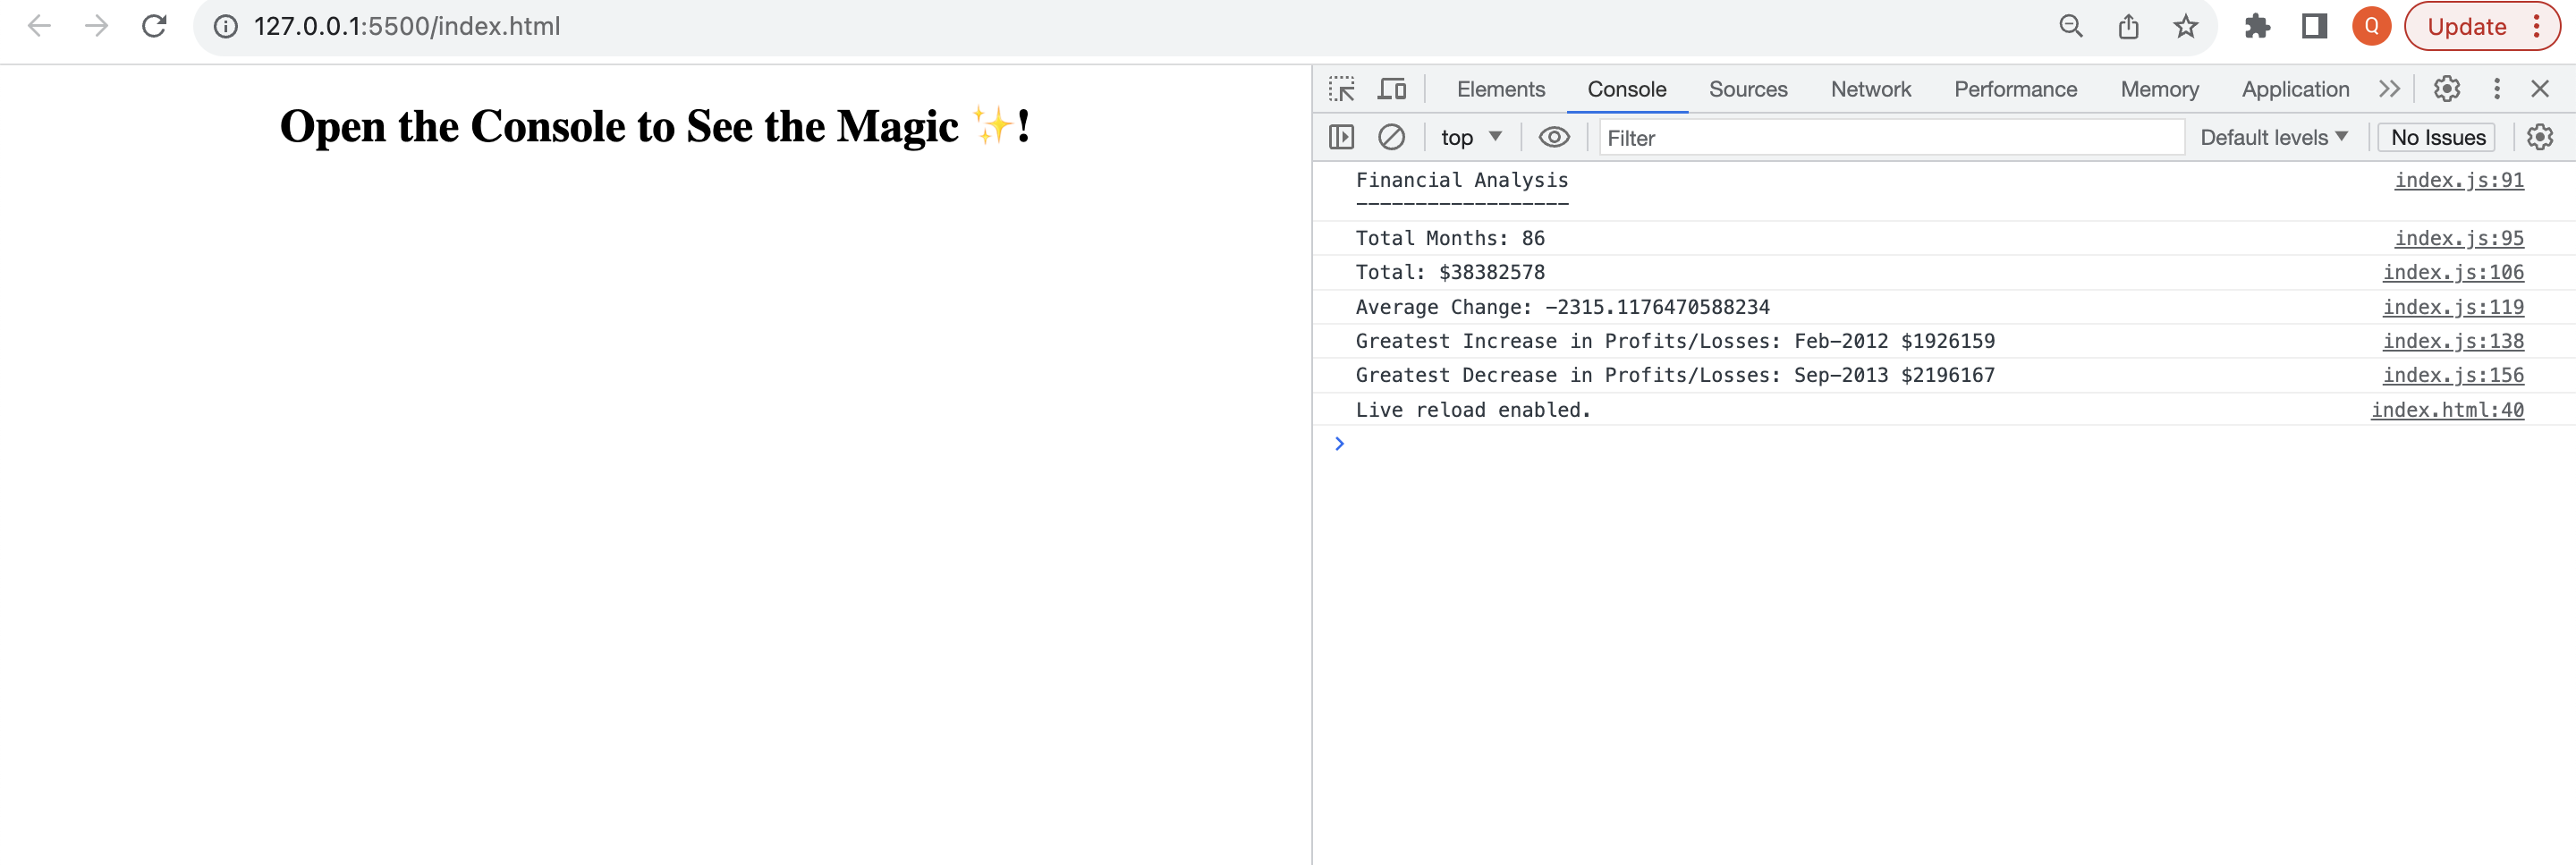 127.0.0.1:5500/index.html
Q
Update
Open the Console to See the Magic ✨!
Elements Console Sources Network Performance Memory Application
top Filter Default levels No Issues
Financial Analysis index.js:91
------------------
Total Months: 86 index.js:95
Total: $38382578 index.js:106
Average Change: -2315.1176470588234 index.js:119
Greatest Increase in Profits/Losses: Feb-2012 $1926159 index.js:138
Greatest Decrease in Profits/Losses: Sep-2013 $2196167 index.js:156
Live reload enabled. index.html:40